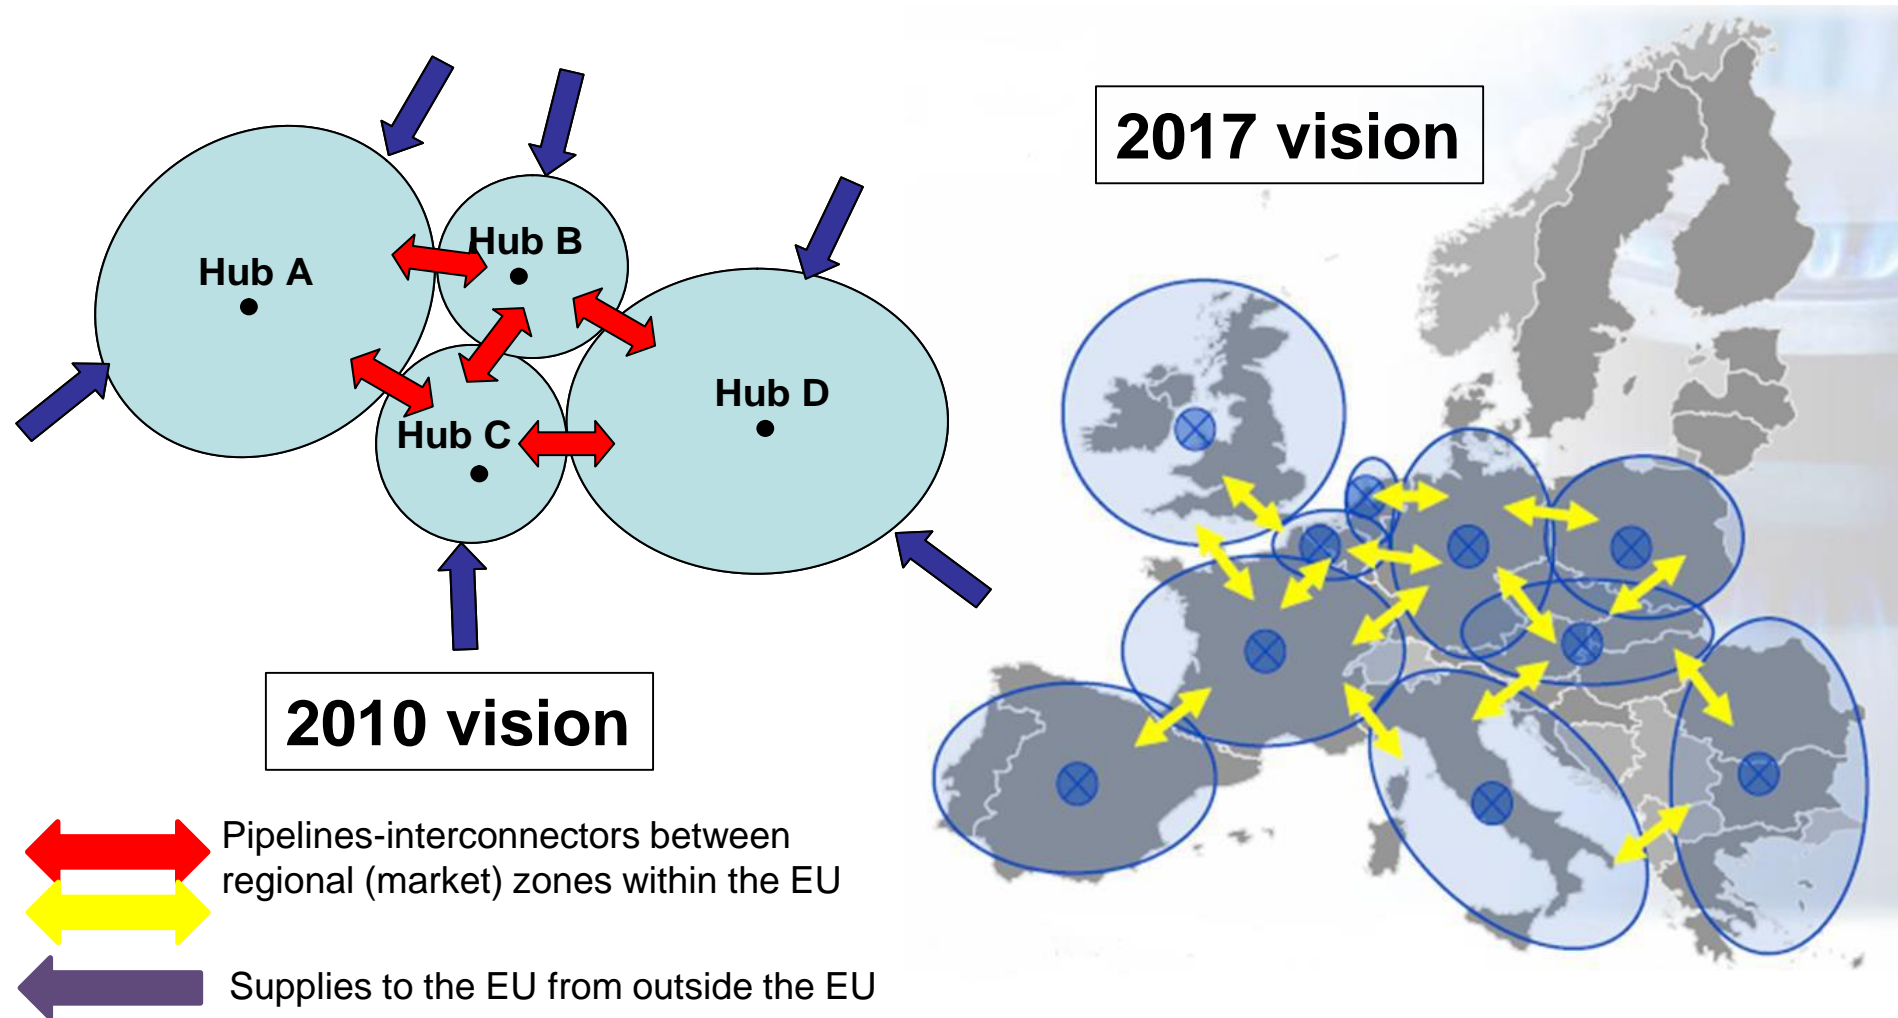 2017 vision
Hub B
Hub A
Hub D
Hub C
2010 vision
Pipelines-interconnectors between
regional (market) zones within the EU
Supplies to the EU from outside the EU